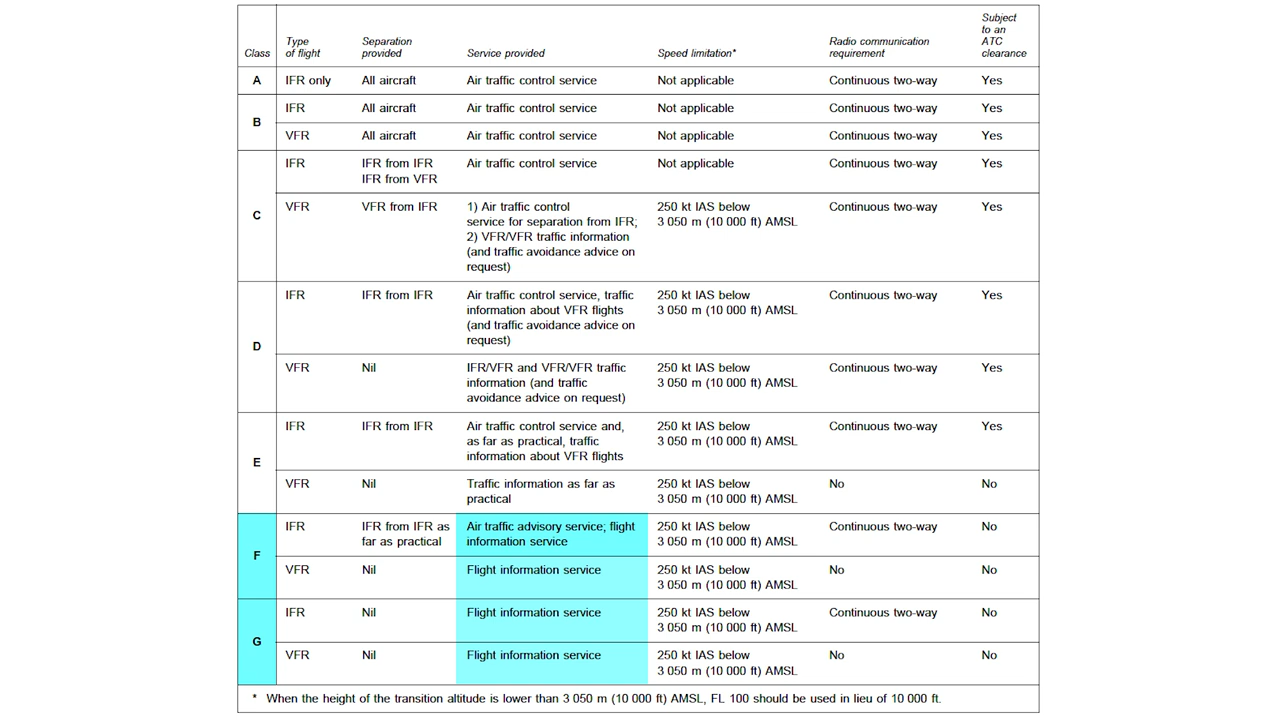 Class Type of flight Separation provided Service provided Speed limitation* Radio communication requirement Subject to an ATC clearance
A IFR only All aircraft Air traffic control service Not applicable Continuous two-way Yes
B IFR All aircraft Air traffic control service Not applicable Continuous two-way Yes
VFR All aircraft Air traffic control service Not applicable Continuous two-way Yes
C IFR IFR from IFR IFR from VFR Air traffic control service Not applicable Continuous two-way Yes
VFR VFR from IFR 1) Air traffic control service for separation from IFR; 2) VFR/VFR traffic information (and traffic avoidance advice on request) 250 kt IAS below 3 050 m (10 000 ft) AMSL Continuous two-way Yes
D IFR IFR from IFR Air traffic control service, traffic information about VFR flights (and traffic avoidance advice on request) 250 kt IAS below 3 050 m (10 000 ft) AMSL Continuous two-way Yes
VFR Nil IFR/VFR and VFR/VFR traffic information (and traffic avoidance advice on request) 250 kt IAS below 3 050 m (10 000 ft) AMSL Continuous two-way Yes
E IFR IFR from IFR Air traffic control service and, as far as practical, traffic information about VFR flights 250 kt IAS below 3 050 m (10 000 ft) AMSL Continuous two-way Yes
VFR Nil Traffic information as far as practical 250 kt IAS below 3 050 m (10 000 ft) AMSL No No
F IFR IFR from IFR as far as practical Air traffic advisory service; flight information service 250 kt IAS below 3 050 m (10 000 ft) AMSL Continuous two-way No
VFR Nil Flight information service 250 kt IAS below 3 050 m (10 000 ft) AMSL No No
G IFR Nil Flight information service 250 kt IAS below 3 050 m (10 000 ft) AMSL Continuous two-way No
VFR Nil Flight information service 250 kt IAS below 3 050 m (10 000 ft) AMSL No No
* When the height of the transition altitude is lower than 3 050 m (10 000 ft) AMSL, FL 100 should be used in lieu of 10 000 ft.